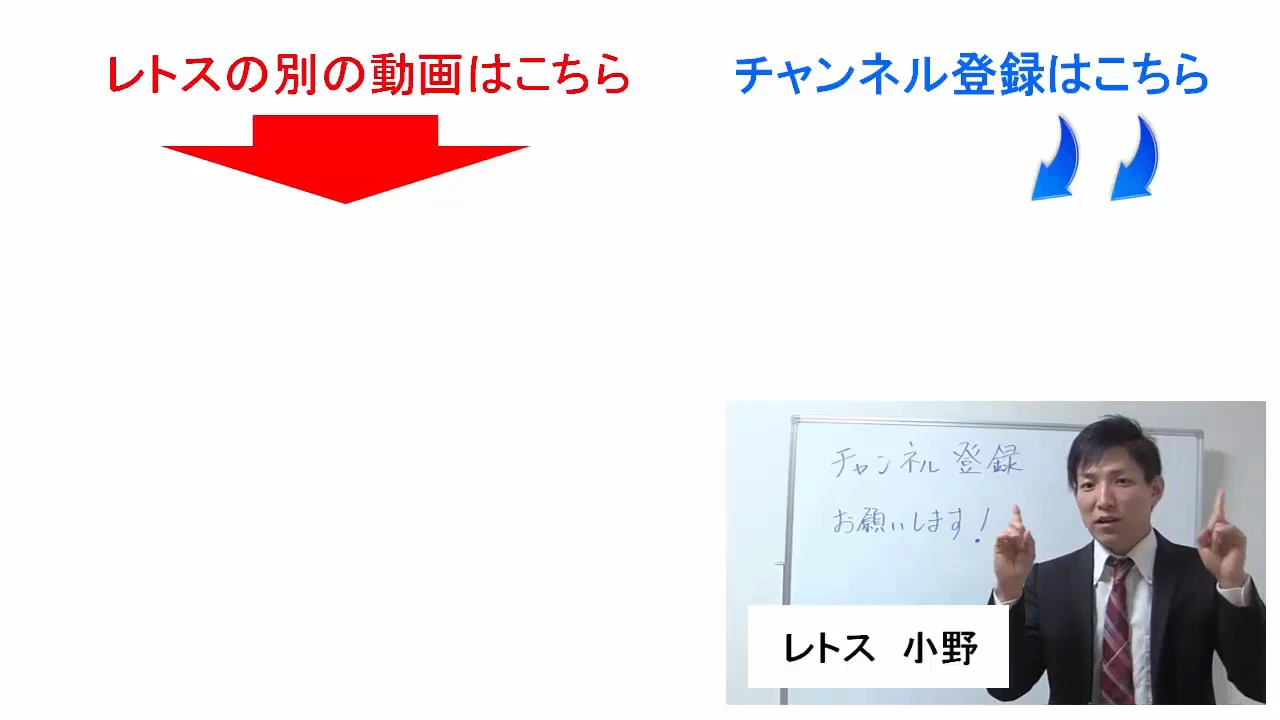 レトスの別の動画はこちら
チャンネル登録はこちら
チャンネル登録
お願いします!
レトス 小野